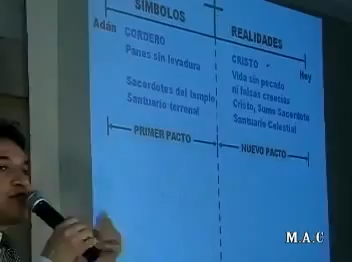 SÍMBOLOS
REALIDADES
Adán
CORDERO
Panes sin levadura
Sacerdotes del templo
Santuario terrenal
CRISTO
Hoy
Vida sin pecado
ni falsas creencias
Cristo, Sumo Sacerdote
Santuario Celestial
PRIMER PACTO
NUEVO PACTO
M.A.C